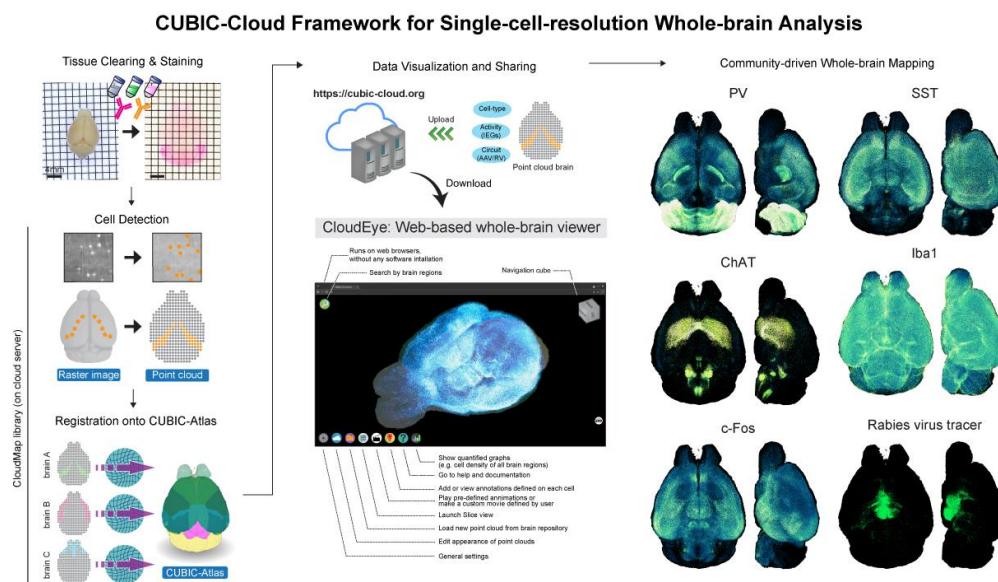 CUBIC-Cloud Framework for Single-cell-resolution Whole-brain Analysis
Tissue Clearing & Staining
4mm
Cell Detection
Raster image
Point cloud
Registration onto CUBIC-Atlas
brain A
brain B
brain C
CUBIC-Atlas
CloudMap library (on cloud server)
Data Visualization and Sharing
https://cubic-cloud.org
Upload
Cell-type
Activity
(IEGs)
Circuit
(AAV/RV)
Point cloud brain
Download
CloudEye: Web-based whole-brain viewer
Runs on web browsers,
without any software intallation
Search by brain regions
Navigation cube
Show quantified graphs
(e.g. cell density of all brain regions)
Go to help and documentation
Add or view annotations defined on each cell
Play pre-defined annimations or
make a custom movie defined by user
Launch Slice view
Load new point cloud from brain repository
Edit appearance of point clouds
General settings
Community-driven Whole-brain Mapping
PV
SST
ChAT
Iba1
c-Fos
Rabies virus tracer